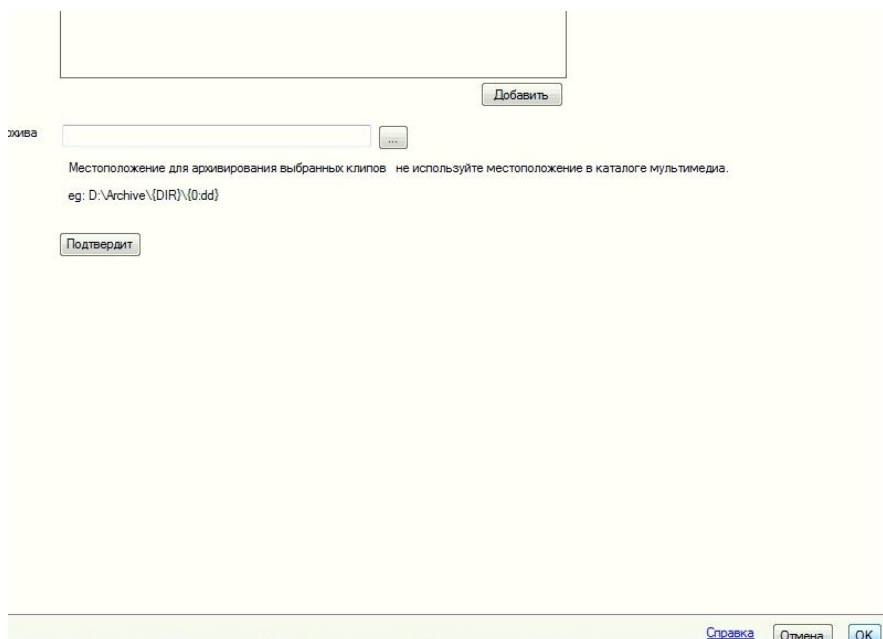 Добавить
рхива
...
Местоположение для архивирования выбранных клипов не используйте местоположение в каталоге мультимедиа.
eg: D:\Archive\{DIR}\{0:dd}
Подтвердит
Справка Отмена OK